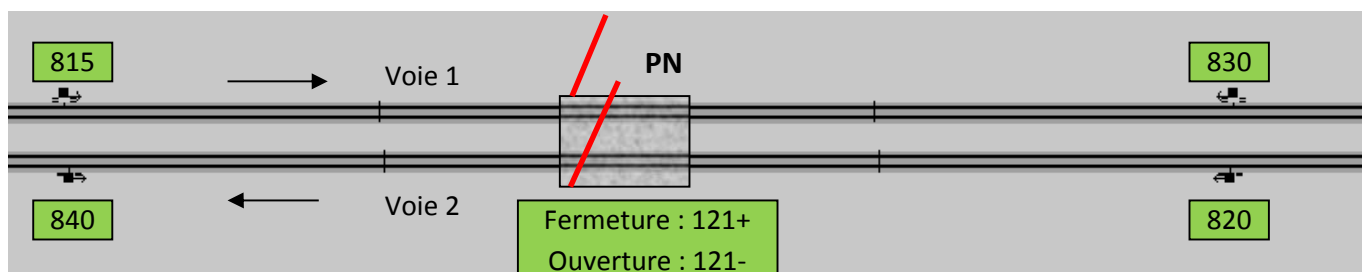 815
Voie 1
PN
830
840
Voie 2
Fermeture : 121+
Ouverture : 121-
820